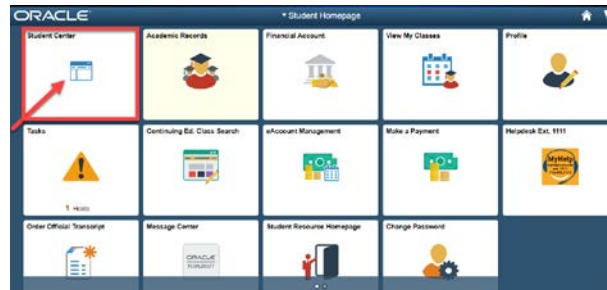 ORACLE
Student Homepage
Student Center
Academic Records
Financial Account
View My Classes
Profile
Tasks
Continuing Ed. Class Search
eAccount Management
Make a Payment
Helpdesk Ext. 1111
MyHelp
1 Holds
Order Official Transcript
Message Center
Student Resource Homepage
Change Password
ORACLE